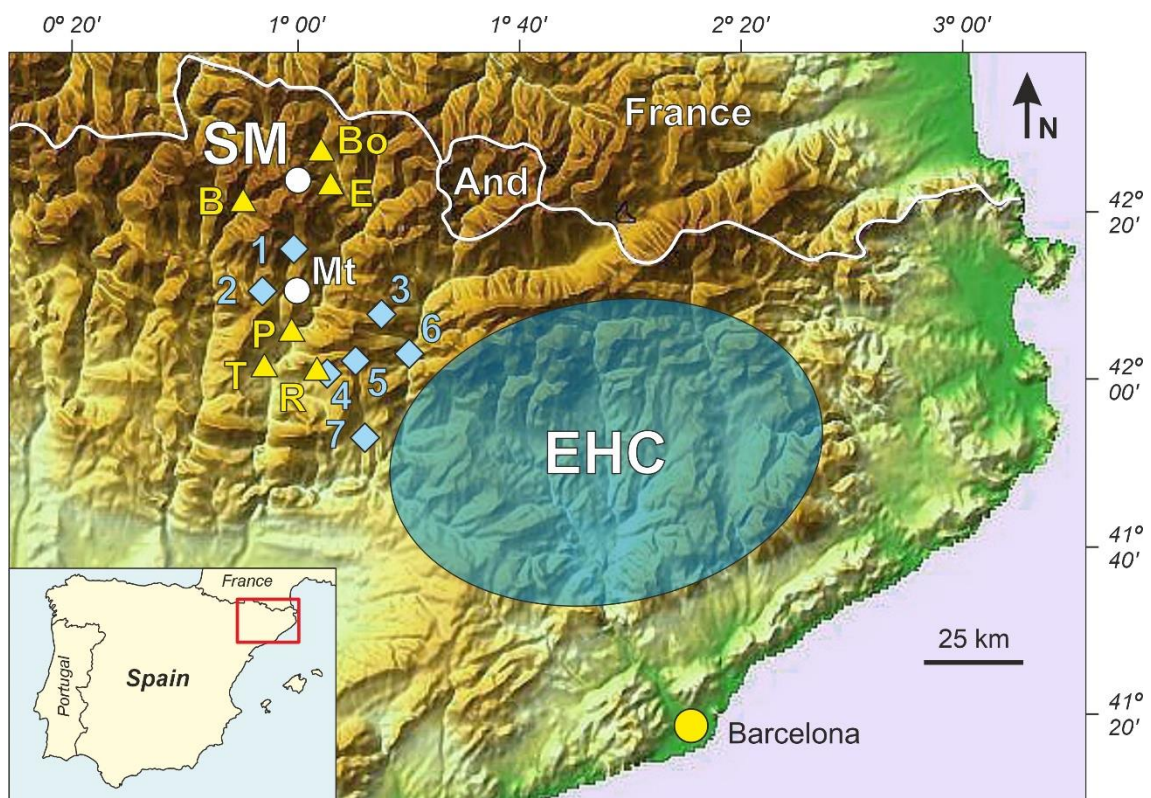 0º 20'
1º 00'
1º 40'
2º 20'
3º 00'
France
N
SM
Bo
And
B
E
42º
20'
1
Mt
2
3
6
P
T
R
4
5
42º
00'
7
EHC
41º
40'
France
Portugal
Spain
25 km
41º
20'
Barcelona